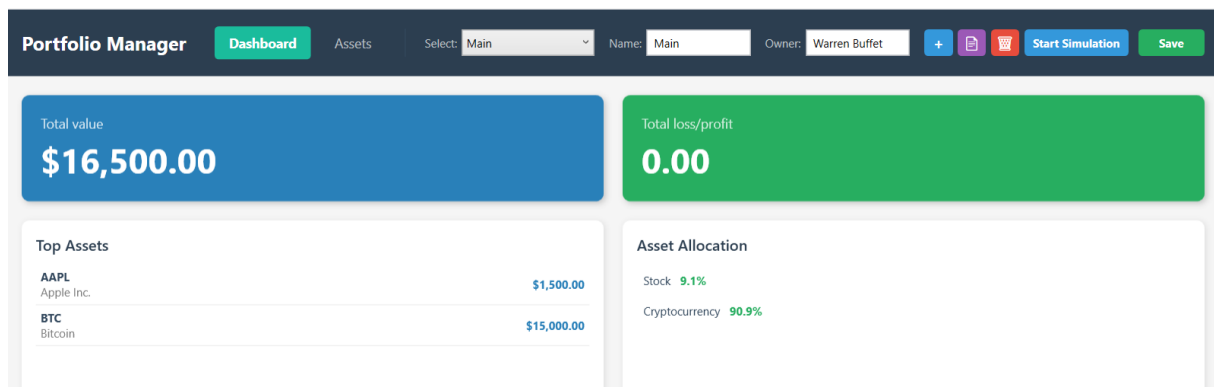 Portfolio Manager Dashboard Assets Select: Main Name: Main Owner: Warren Buffet + Start Simulation Save
Total value
$16,500.00
Total loss/profit
0.00
Top Assets
AAPL
Apple Inc.
$1,500.00
BTC
Bitcoin
$15,000.00
Asset Allocation
Stock 9.1%
Cryptocurrency 90.9%